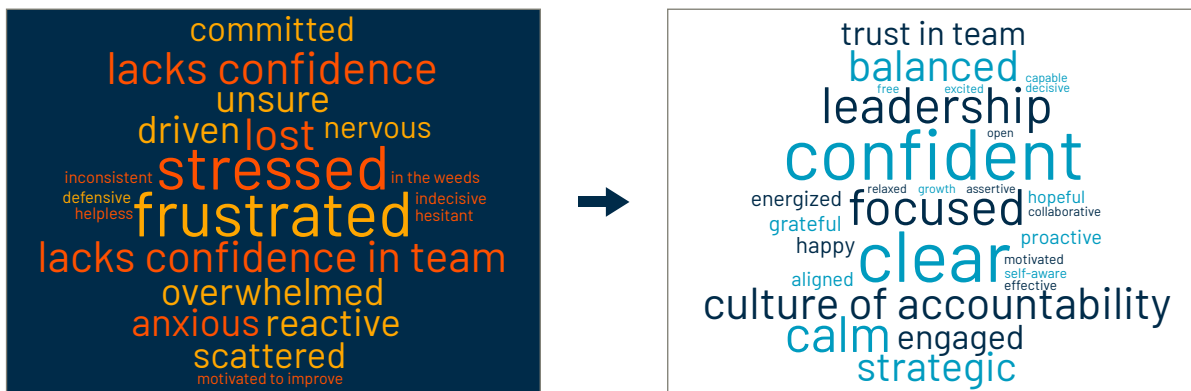 committed
lacks confidence
unsure
driven lost nervous
stressed
inconsistent
in the weeds
defensive
helpless
frustrated
indecisive
hesitant
lacks confidence in team
overwhelmed
anxious reactive
scattered
motivated to improve
trust in team
balanced
capable
decisive
free
excited
leadership
open
confident
relaxed
growth
assertive
energized
focused
hopeful
collaborative
grateful
happy
clear
proactive
motivated
self-aware
effective
aligned
culture of accountability
calm engaged
strategic